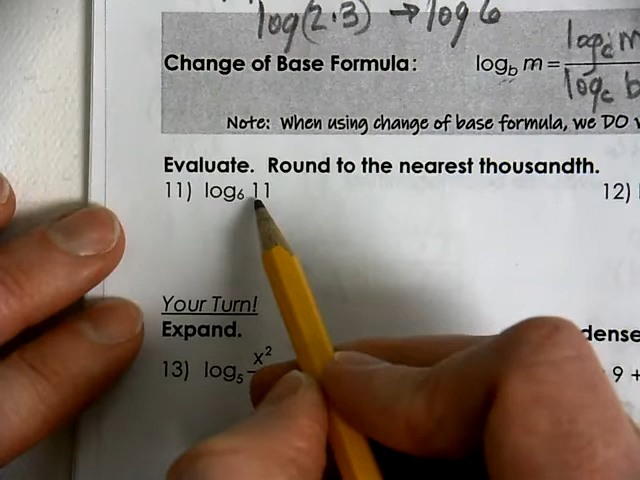 log(2·3) → log 6
Change of Base Formula: log_b m = log_c m / log_c b
Note: When using change of base formula, we DO
Evaluate. Round to the nearest thousandth.
11) log₆ 11 12)
Your Turn!
Expand.
13) log₅ x² 9 +